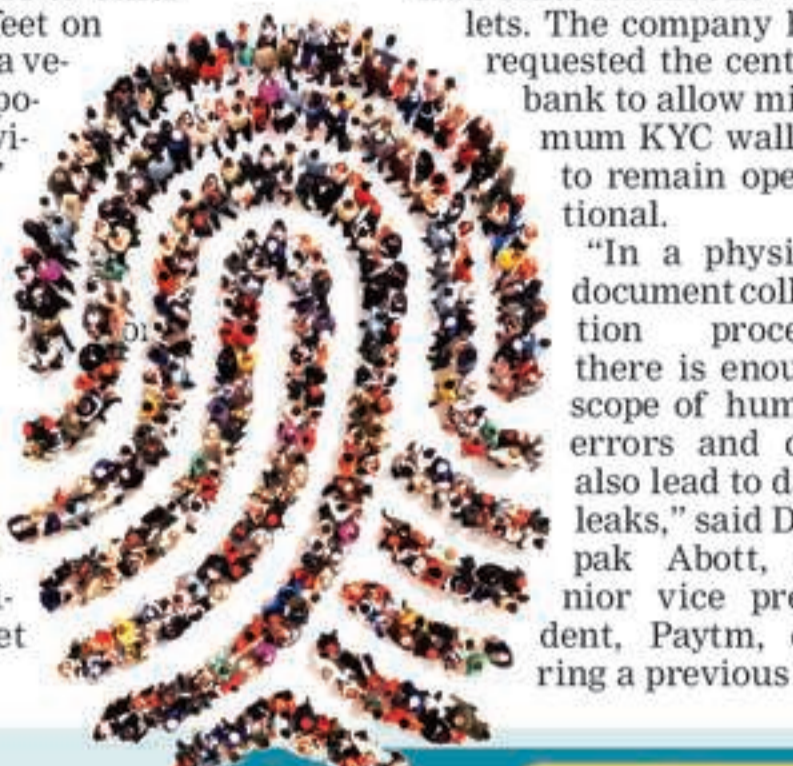 feet on
a ve-
po-
vi-
or
et
lets. The company
requested the cent
bank to allow mi
mum KYC wall
to remain ope
tional.
“In a physi
document coll
tion proce
there is enou
scope of hum
errors and
also lead to d
leaks,” said D
pak Abott,
nior vice pre
dent, Paytm,
ring a previous